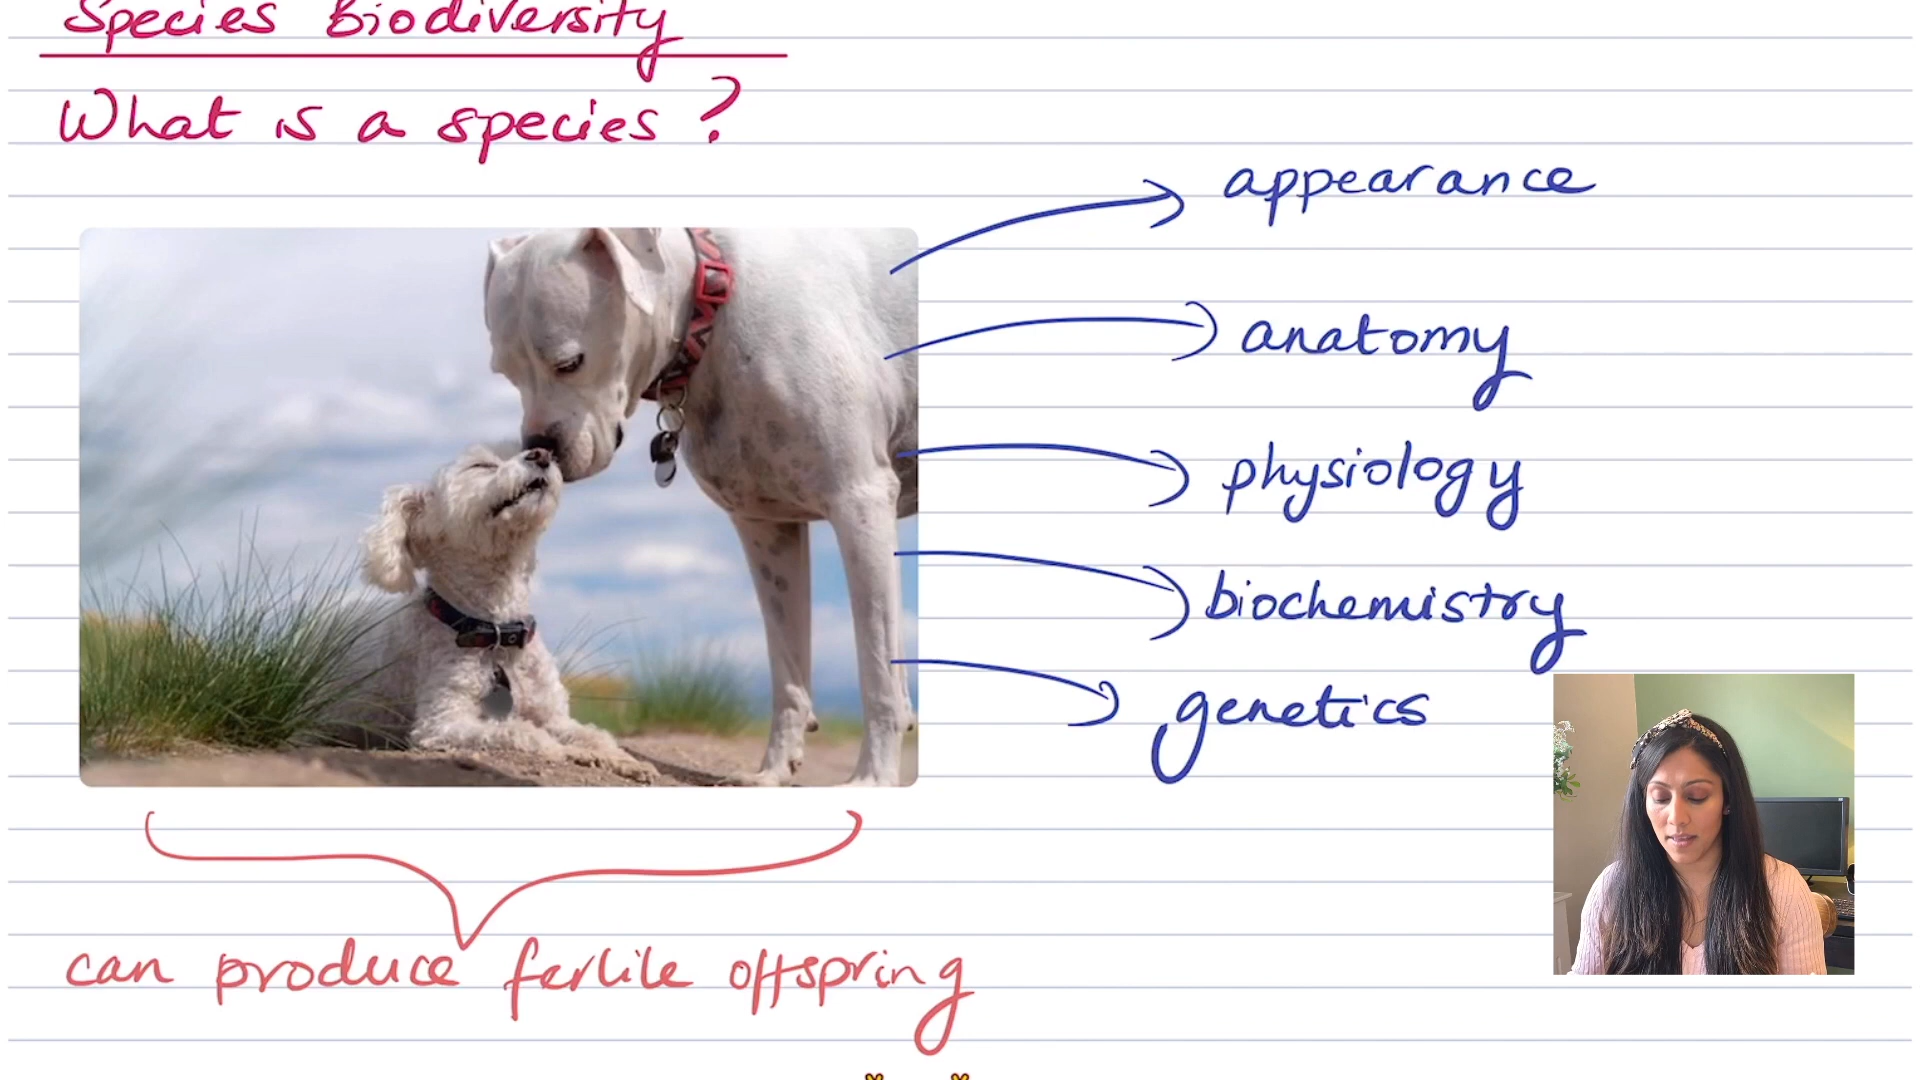 Species Biodiversity
What is a species?
appearance
anatomy
physiology
biochemistry
genetics
can produce fertile offspring